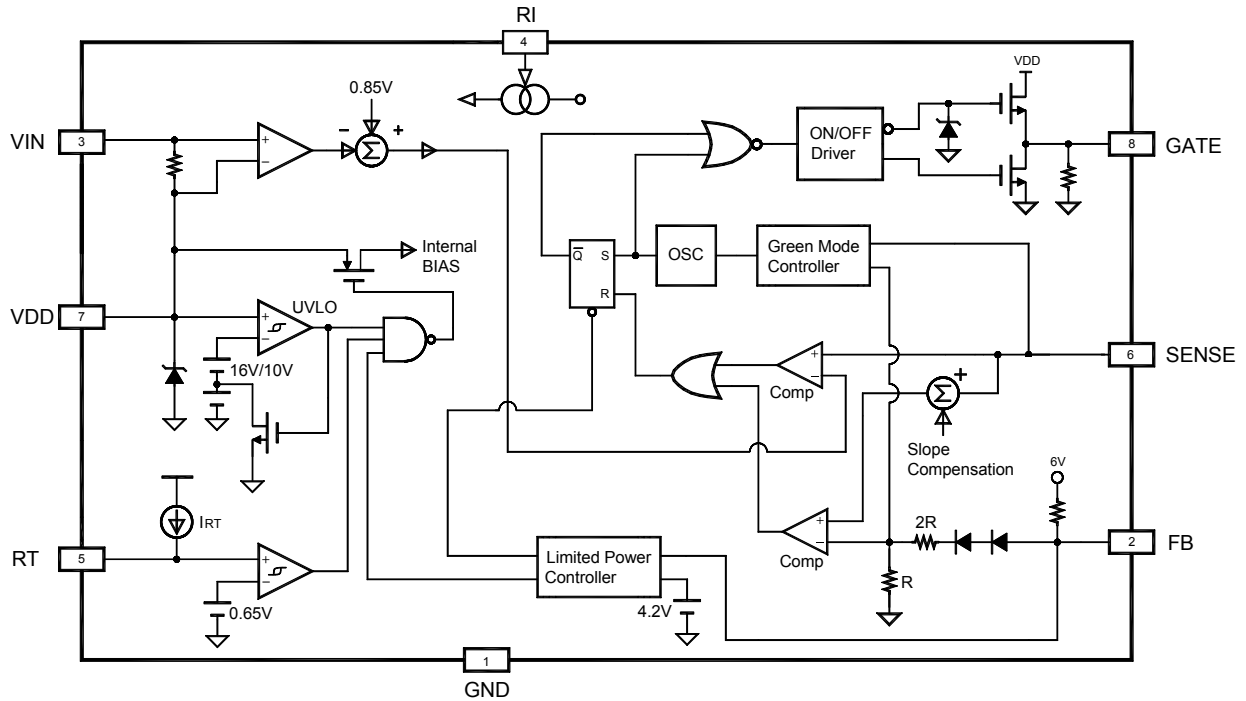 RI
4
VDD
0.85V
VIN
3
+
−
−
+
Σ
ON/OFF
Driver
8
GATE
Internal
BIAS
Q̅
S
R
OSC
Green Mode
Controller
UVLO
VDD
7
+
−
16V/10V
+
−
Comp
6
SENSE
+
Σ
Slope
Compensation
6V
IRT
RT
5
+
−
0.65V
Limited Power
Controller
4.2V
+
−
Comp
2R
R
2
FB
1
GND